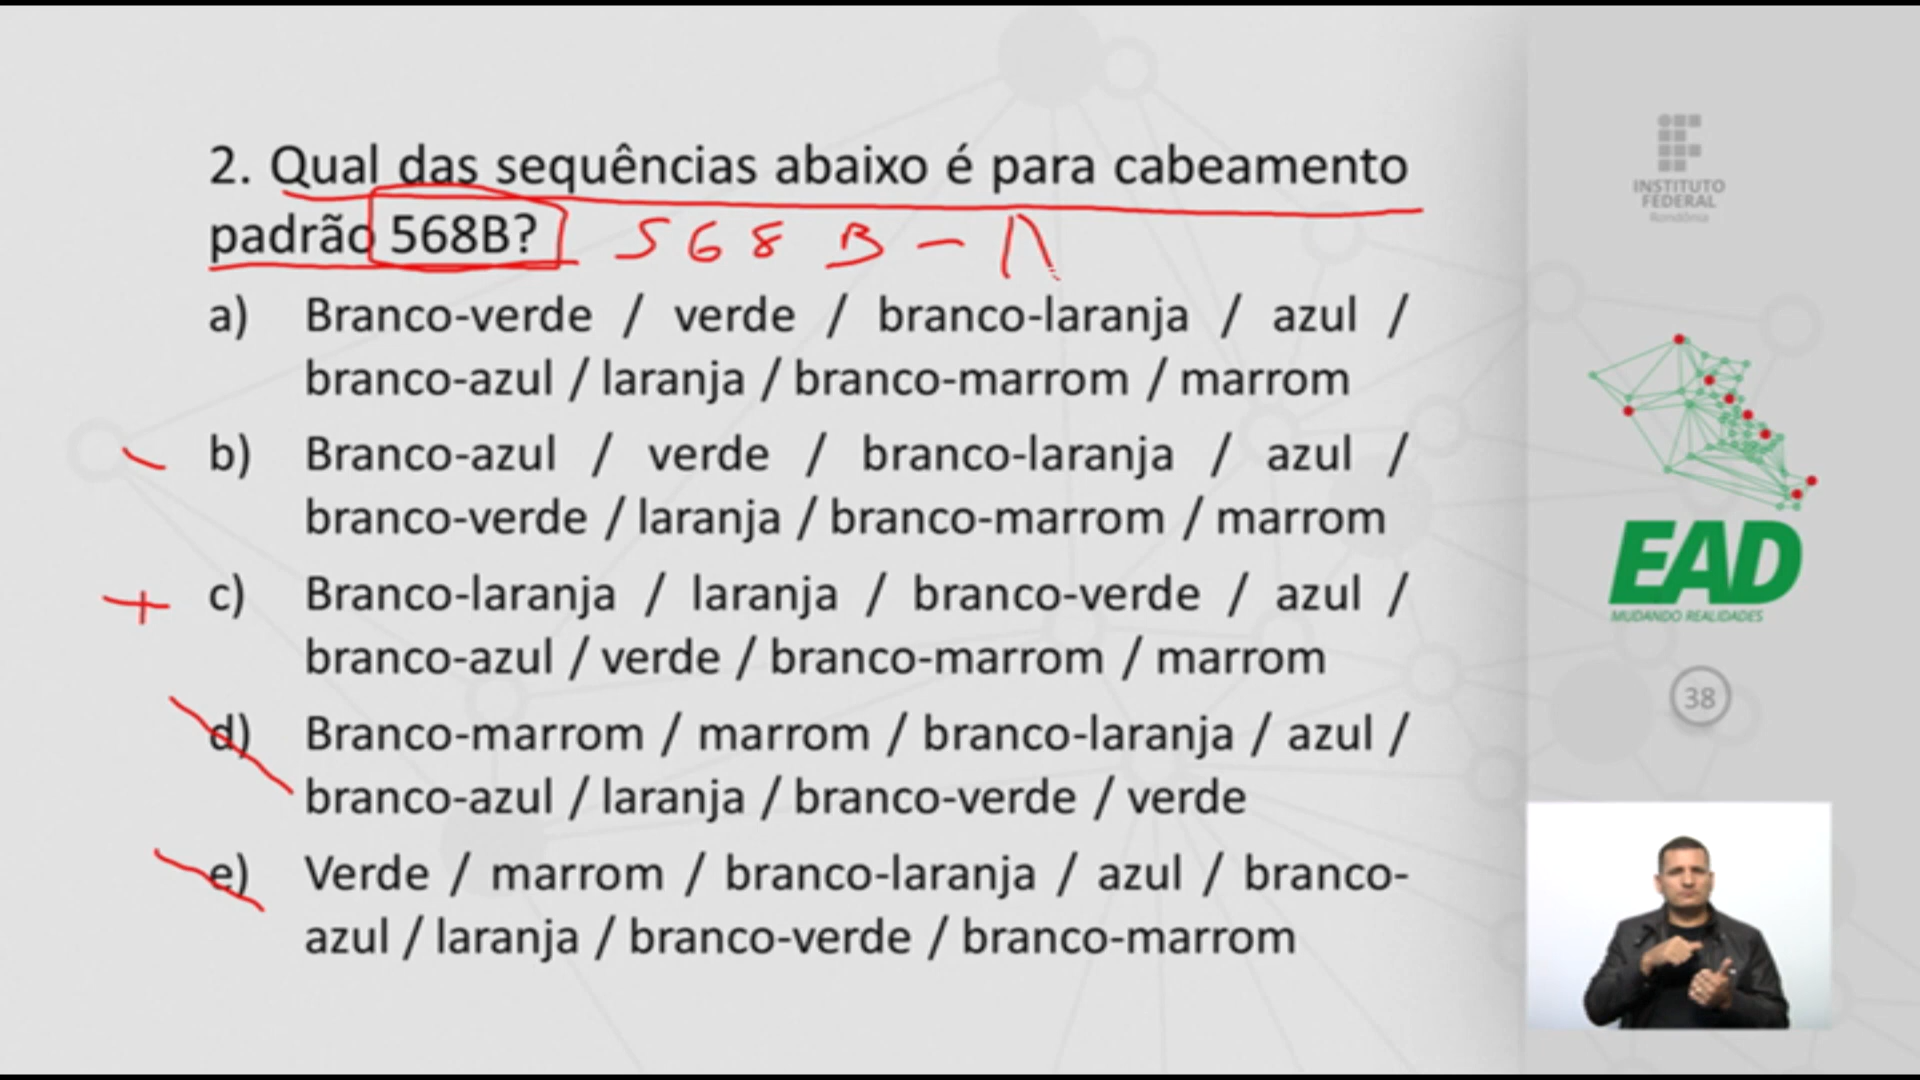 2. Qual das sequências abaixo é para cabeamento
padrão 568B? 568 B -
a) Branco-verde / verde / branco-laranja / azul /
branco-azul / laranja / branco-marrom / marrom
b) Branco-azul / verde / branco-laranja / azul /
branco-verde / laranja / branco-marrom / marrom
c) Branco-laranja / laranja / branco-verde / azul /
branco-azul / verde / branco-marrom / marrom
d) Branco-marrom / marrom / branco-laranja / azul /
branco-azul / laranja / branco-verde / verde
e) Verde / marrom / branco-laranja / azul / branco-
azul / laranja / branco-verde / branco-marrom
INSTITUTO
FEDERAL
Rondônia
EAD
MUDANDO REALIDADES
38